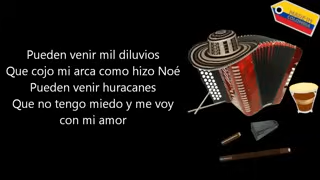 Pueden venir mil diluvios
Que cojo mi arca como hizo Noé
Pueden venir huracanes
Que no tengo miedo y me voy
con mi amor